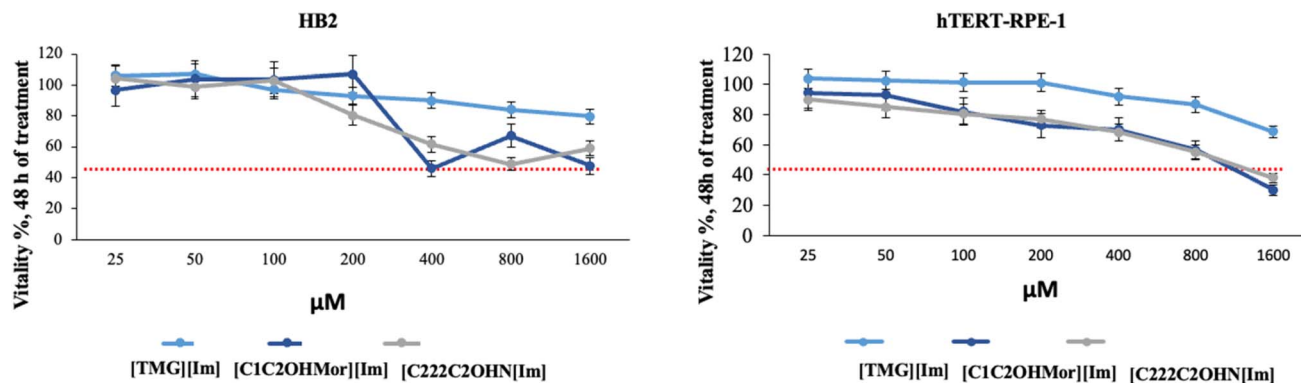 HB2
Vitality %, 48 h of treatment
120
100
80
60
40
20
0
25 50 100 200 400 800 1600
µM
[TMG][Im] [C1C2OHMor][Im] [C222C2OHN[Im]
hTERT-RPE-1
Vitality %, 48h of treatment
120
100
80
60
40
20
0
25 50 100 200 400 800 1600
µM
[TMG][Im] [C1C2OHMor][Im] [C222C2OHN[Im]